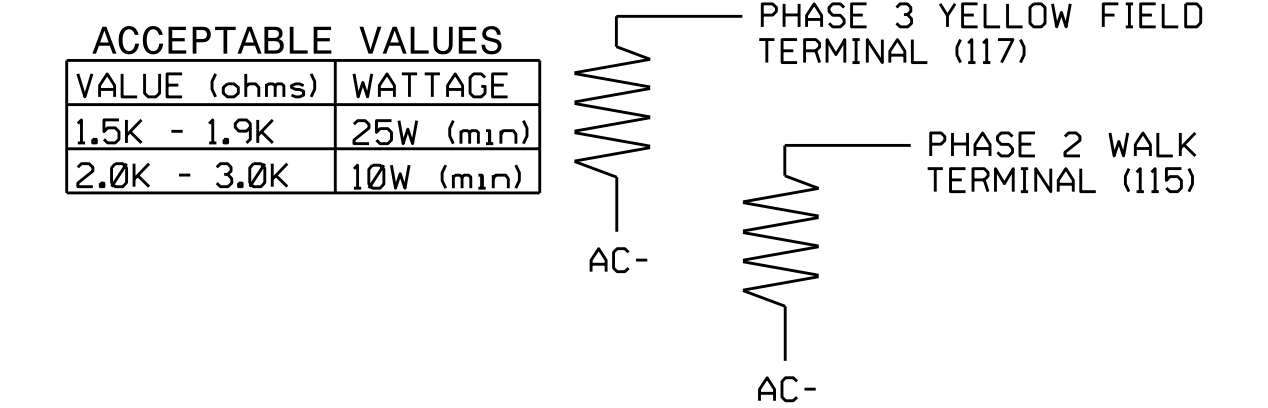 ACCEPTABLE VALUES
VALUE (ohms) WATTAGE
1.5K - 1.9K 25W (min)
2.0K - 3.0K 10W (min)
PHASE 3 YELLOW FIELD
TERMINAL (117)
AC-
PHASE 2 WALK
TERMINAL (115)
AC-